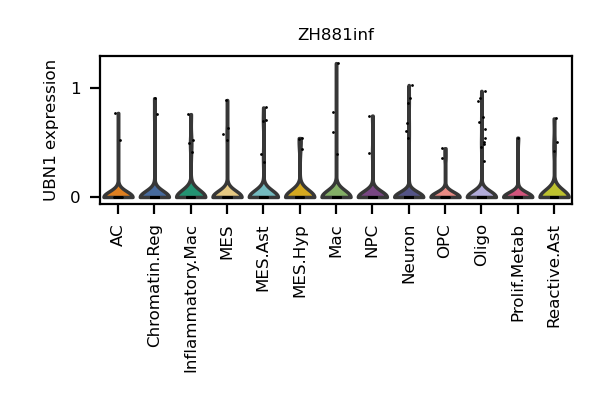 ZH881inf
UBN1 expression
1
0
AC
Chromatin.Reg
Inflammatory.Mac
MES
MES.Ast
MES.Hyp
Mac
NPC
Neuron
OPC
Oligo
Prolif.Metab
Reactive.Ast